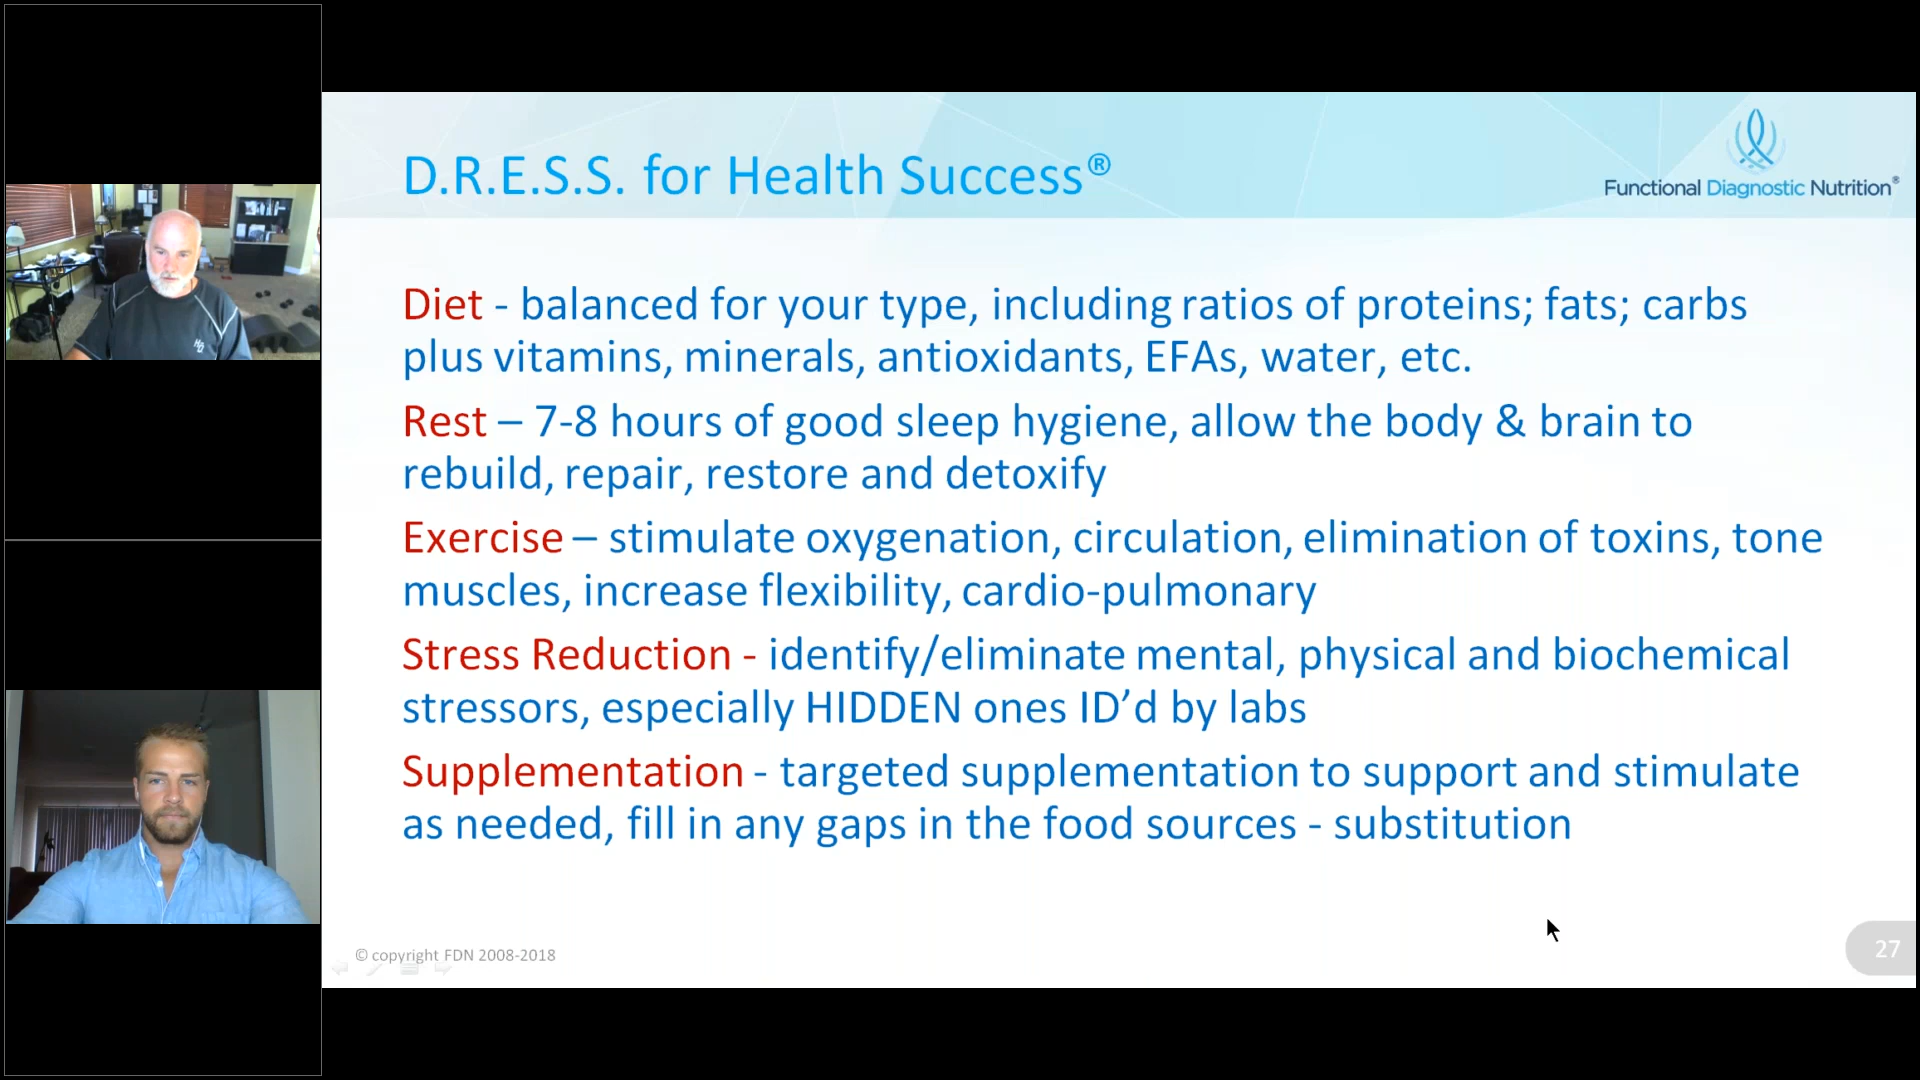 D.R.E.S.S. for Health Success®
Functional Diagnostic Nutrition®
Diet - balanced for your type, including ratios of proteins; fats; carbs
plus vitamins, minerals, antioxidants, EFAs, water, etc.
Rest – 7-8 hours of good sleep hygiene, allow the body & brain to
rebuild, repair, restore and detoxify
Exercise – stimulate oxygenation, circulation, elimination of toxins, tone
muscles, increase flexibility, cardio-pulmonary
Stress Reduction - identify/eliminate mental, physical and biochemical
stressors, especially HIDDEN ones ID’d by labs
Supplementation - targeted supplementation to support and stimulate
as needed, fill in any gaps in the food sources - substitution
© copyright FDN 2008-2018
27